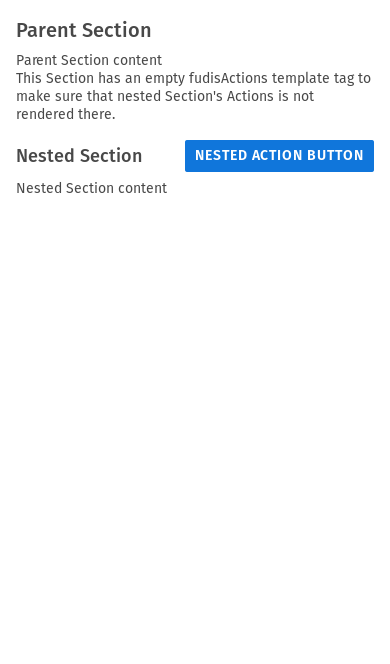 Parent Section
Parent Section content
This Section has an empty fudisActions template tag to
make sure that nested Section's Actions is not
rendered there.
Nested Section
NESTED ACTION BUTTON
Nested Section content